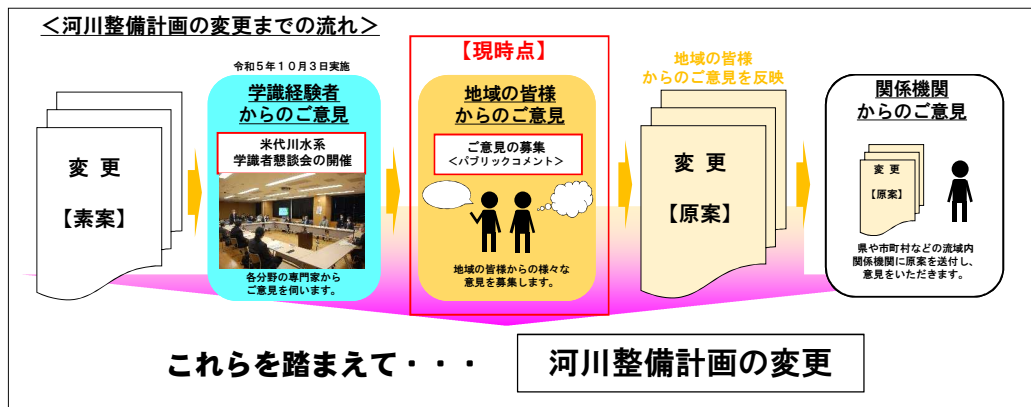 ＜河川整備計画の変更までの流れ＞
変 更
【素案】
令和５年１０月３日実施
学識経験者
からのご意見
米代川水系
学識者懇談会の開催
各分野の専門家から
ご意見を伺います。
【現時点】
地域の皆様
からのご意見
ご意見の募集
＜パブリックコメント＞
地域の皆様からの様々な
意見を募集します。
地域の皆様
からのご意見を反映
変 更
【原案】
関係機関
からのご意見
変 更
【原案】
県や市町村などの流域内
関係機関に原案を送付し、
意見をいただきます。
これらを踏まえて・・・
河川整備計画の変更